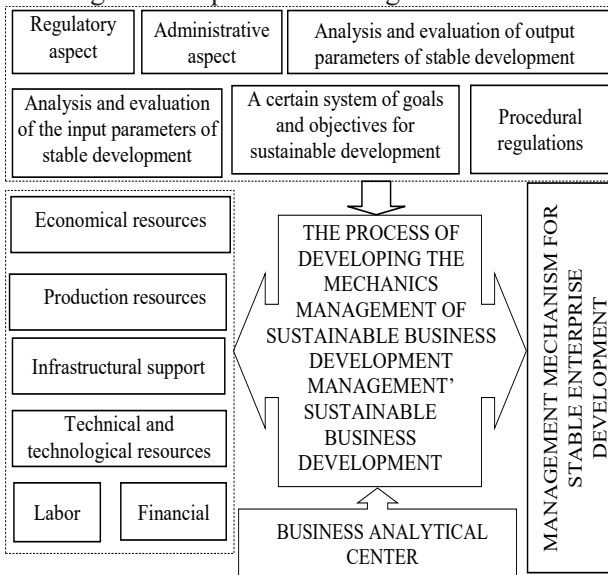 Regulatory
aspect
Administrative
aspect
Analysis and evaluation of output
parameters of stable development
Analysis and evaluation
of the input parameters of
stable development
A certain system of goals
and objectives for
sustainable development
Procedural
regulations
Economical resources
Production resources
Infrastructural support
Technical and
technological resources
Labor
Financial
THE PROCESS OF
DEVELOPING THE
MECHANICS
MANAGEMENT OF
SUSTAINABLE BUSINESS
DEVELOPMENT
MANAGEMENT’
SUSTAINABLE
BUSINESS
DEVELOPMENT
MANAGEMENT MECHANISM FOR
STABLE ENTERPRISE
DEVELOPMENT
BUSINESS ANALYTICAL
CENTER